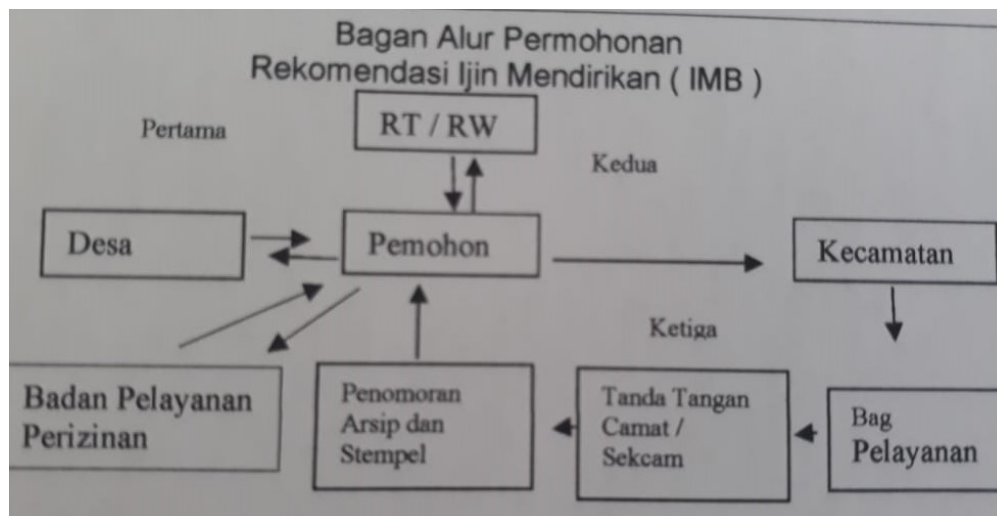 Bagan Alur Permohonan
Rekomendasi Ijin Mendirikan ( IMB )
Pertama
RT / RW
Kedua
Desa
Pemohon
Kecamatan
Ketiga
Badan Pelayanan
Perizinan
Penomoran
Arsip dan
Stempel
Tanda Tangan
Camat /
Sekcam
Bag
Pelayanan